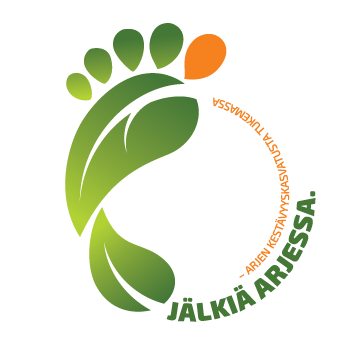 JÄLKIÄ ARJESSA.
– ARJEN KESTÄVYYSKASVATUSTA TUKEMASSA